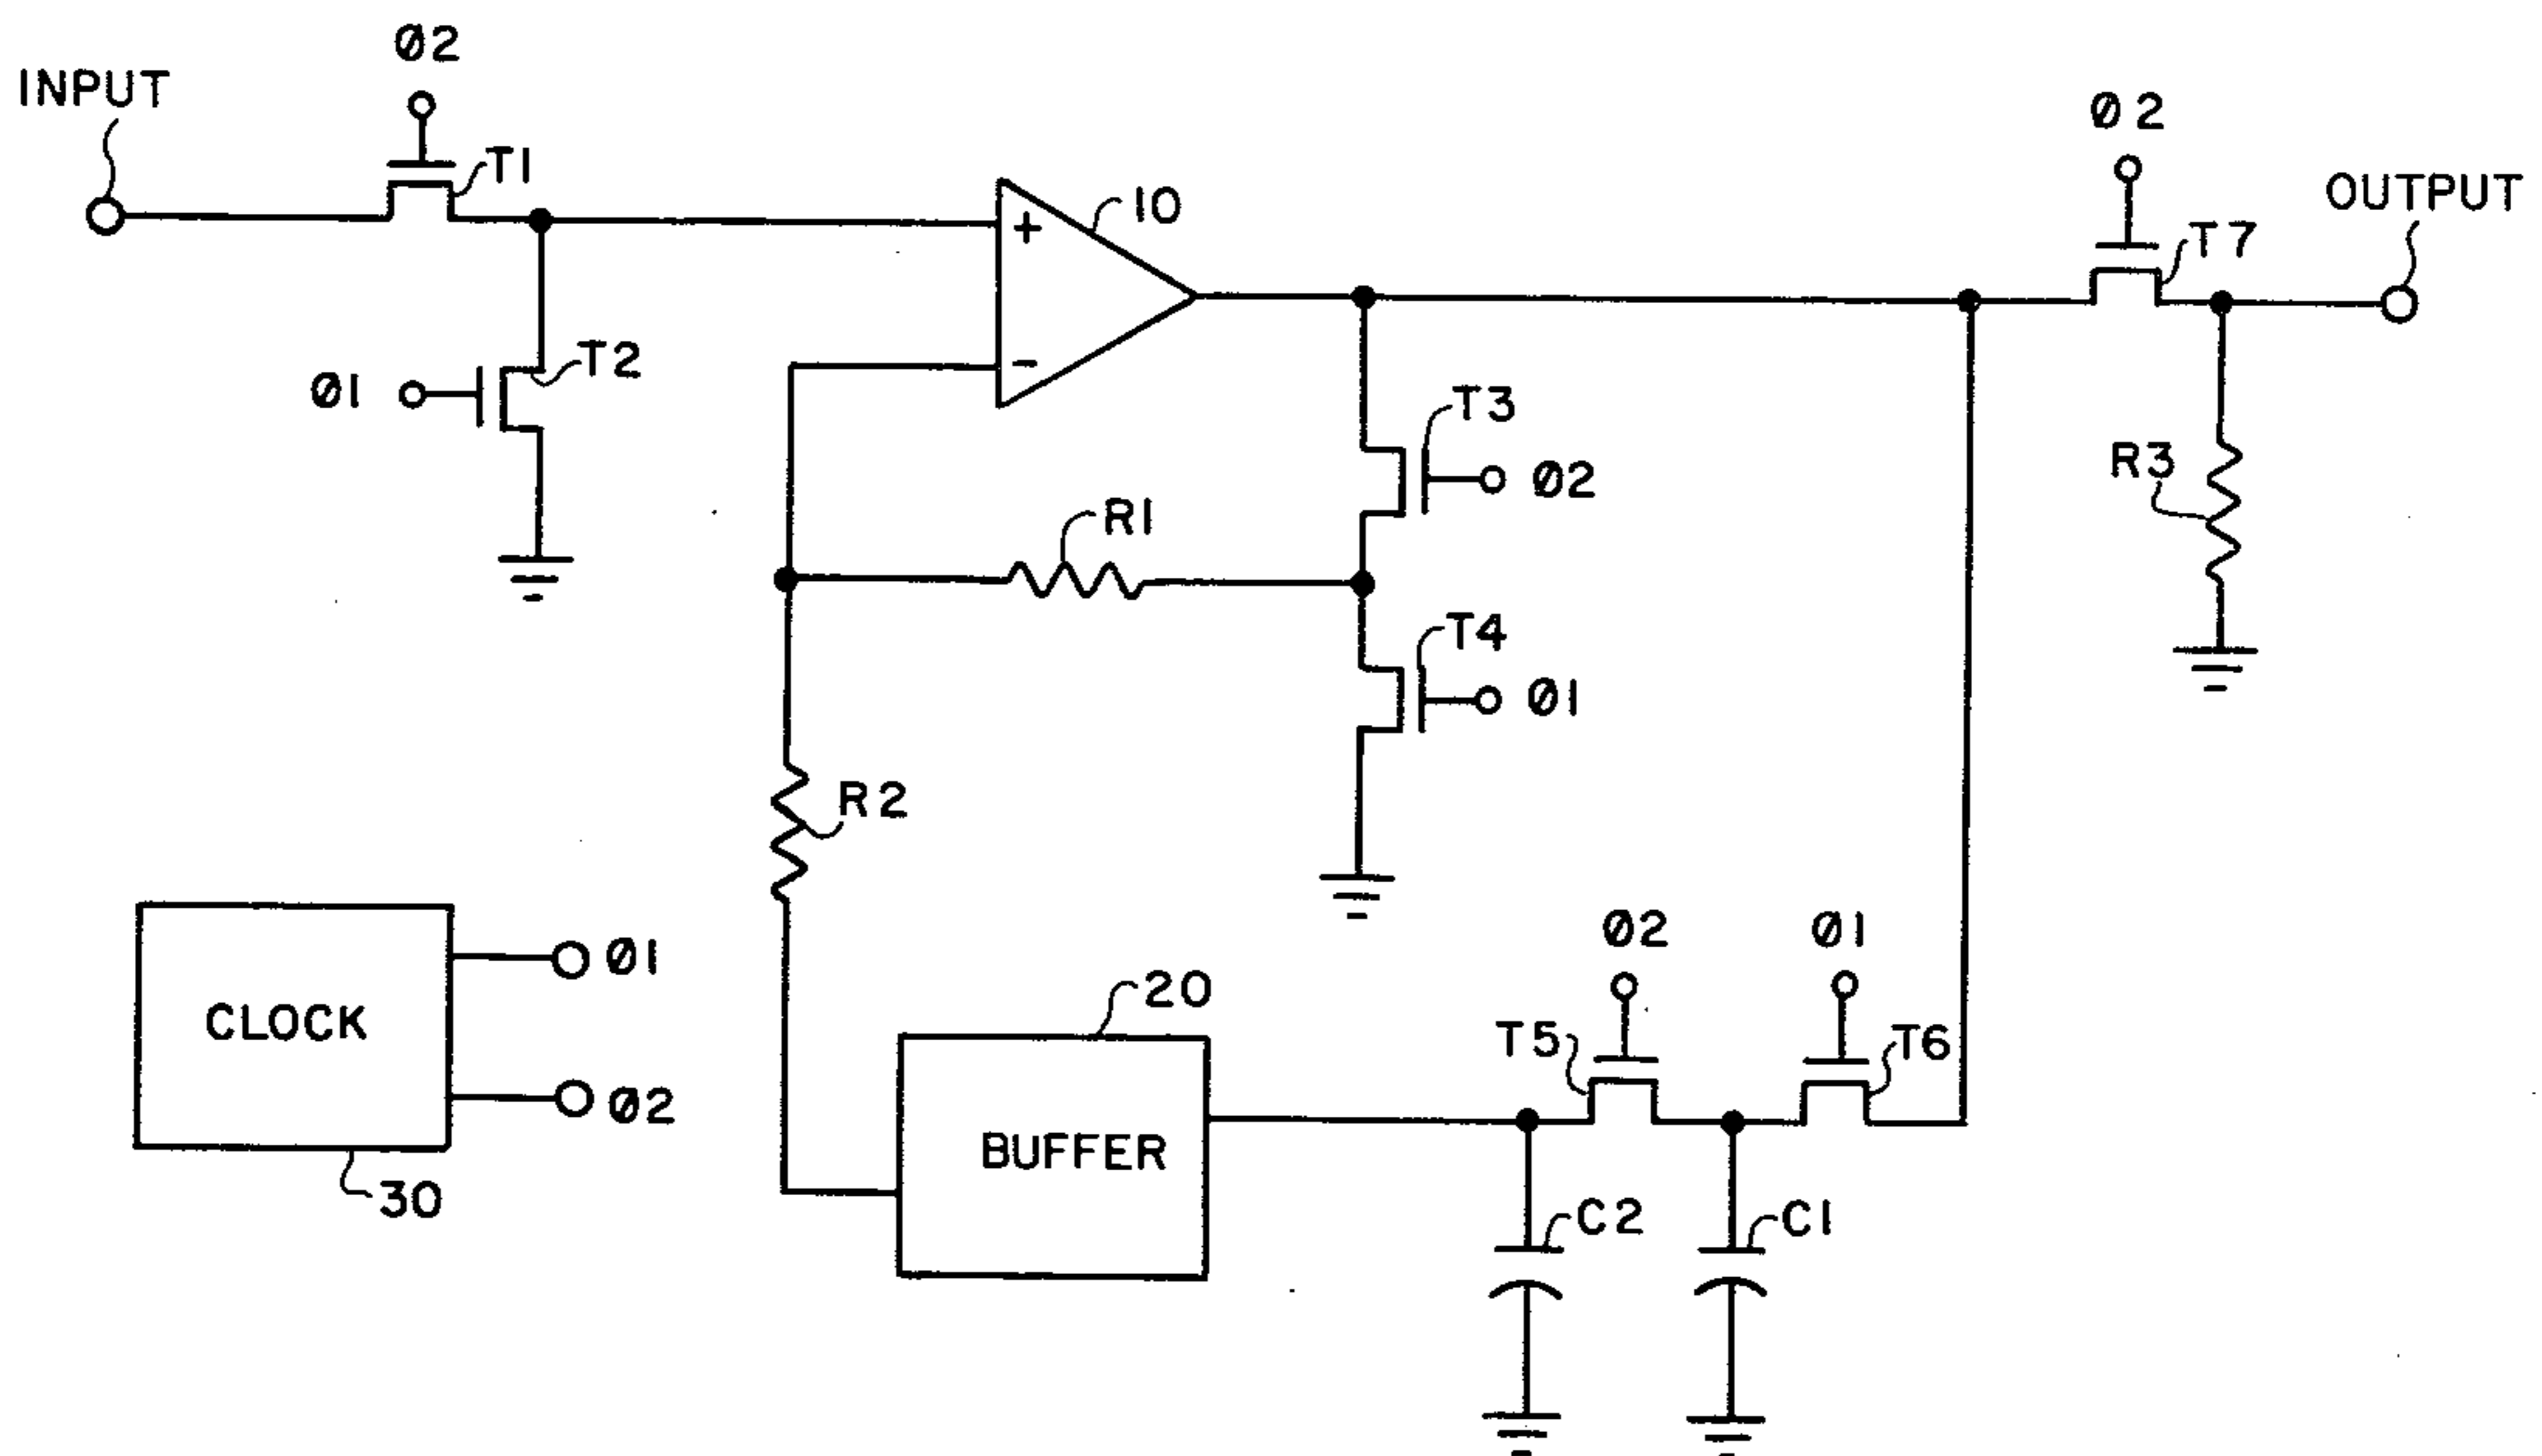 Ø2
INPUT
T1
Ø2
10
T7
OUTPUT
+
-
Ø1
T2
T3
Ø2
R1
R3
T4
Ø1
R2
Ø2
Ø1
Ø1
CLOCK
Ø2
30
20
BUFFER
T5
T6
C2
C1